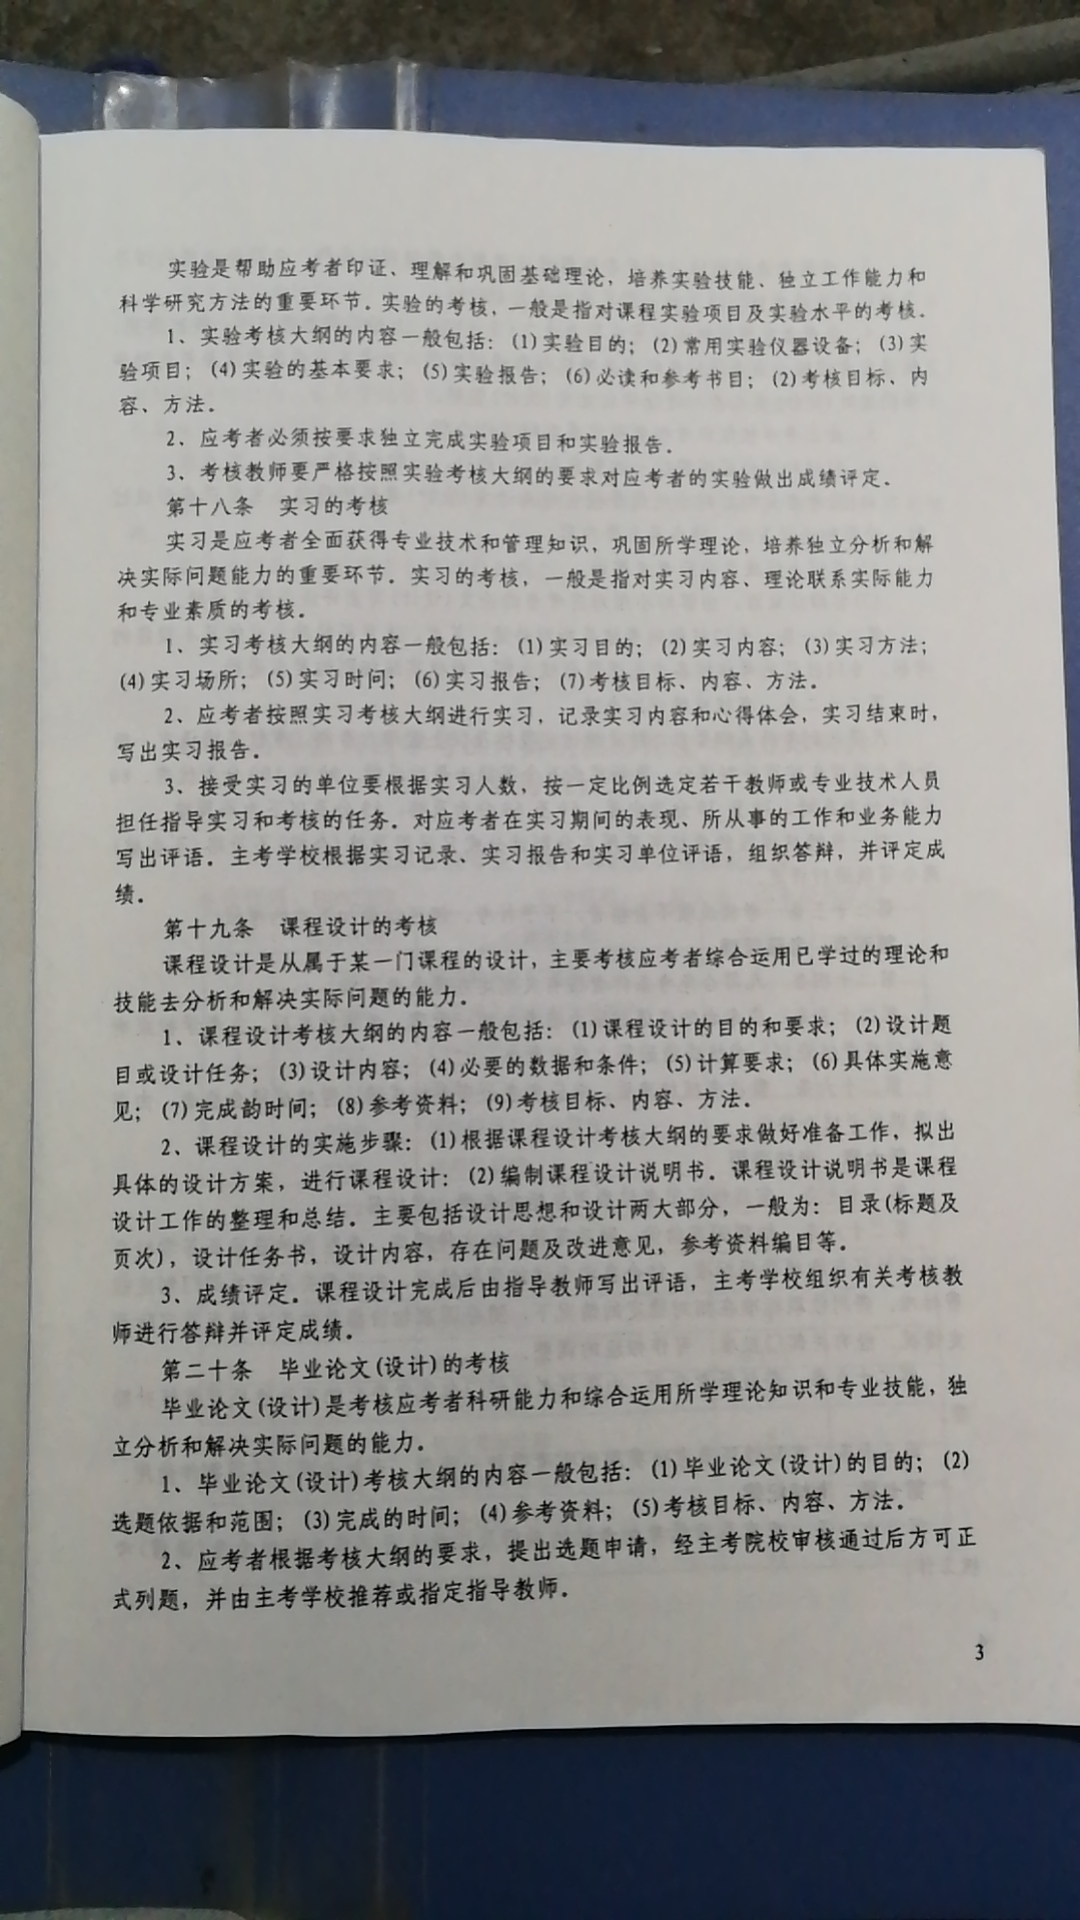 实验是帮助应考者印证、理解和巩固基础理论，培养实验技能、独立工作能力和
科学研究方法的重要环节．实验的考核，一般是指对课程实验项目及实验水平的考核．
1、实验考核大纲的内容一般包括：(1)实验目的；(2)常用实验仪器设备；(3)实
验项目；(4)实验的基本要求；(5)实验报告；(6)必读和参考书目；(2)考核目标、内
容、方法．
2、应考者必须按要求独立完成实验项目和实验报告．
3、考核教师要严格按照实验考核大纲的要求对应考者的实验做出成绩评定．
第十八条　实习的考核
实习是应考者全面获得专业技术和管理知识，巩固所学理论，培养独立分析和解
决实际问题能力的重要环节．实习的考核，一般是指对实习内容、理论联系实际能力
和专业素质的考核．
1、实习考核大纲的内容一般包括：(1)实习目的；(2)实习内容；(3)实习方法；
(4)实习场所；(5)实习时问；(6)实习报告；(7)考核目标、内容、方法．
2、应考者按照实习考核大纲进行实习，记录实习内容和心得体会，实习结束时，
写出实习报告．
3、接受实习的单位要根据实习人数，按一定比例选定若干教师或专业技术人员
担任指导实习和考核的任务．对应考者在实习期间的表现、所从事的工作和业务能力
写出评语．主考学校根据实习记录、实习报告和实习单位评语，组织答辩，并评定成
绩．
第十九条　课程设计的考核
课程设计是从属于某一门课程的设计，主要考核应考者综合运用已学过的理论和
技能去分析和解决实际问题的能力．
1、课程设计考核大纲的内容一般包括：(1)课程设计的目的和要求；(2)设计题
目或设计任务；(3)设计内容；(4)必要的数据和条件；(5)计算要求；(6)具体实施意
见；(7)完成韵时间；(8)参考资料；(9)考核目标、内容、方法．
2、课程设计的实施步骤：(1)根据课程设计考核大纲的要求做好准备工作，拟出
具体的设计方案，进行课程设计：(2)编制课程设计说明书．课程设计说明书是课程
设计工作的整理和总结．主要包括设计思想和设计两大部分，一般为：目录(标题及
页次)，设计任务书，设计内容，存在问题及改进意见，参考资料编目等．
3、成绩评定．课程设计完成后由指导教师写出评语，主考学校组织有关考核教
师进行答辩并评定成绩．
第二十条　毕业论文(设计)的考核
毕业论文(设计)是考核应考者科研能力和综合运用所学理论知识和专业技能，独
立分析和解决实际问题的能力．
1、毕业论文(设计)考核大纲的内容一般包括：(1)毕业论文(设计)的目的；(2)
选题依据和范围；(3)完成的时间；(4)参考资料；(5)考核目标、内容、方法．
2、应考者根据考核大纲的要求，提出选题申请，经主考院校审核通过后方可正
式列题，并由主考学校推荐或指定指导教师．
3